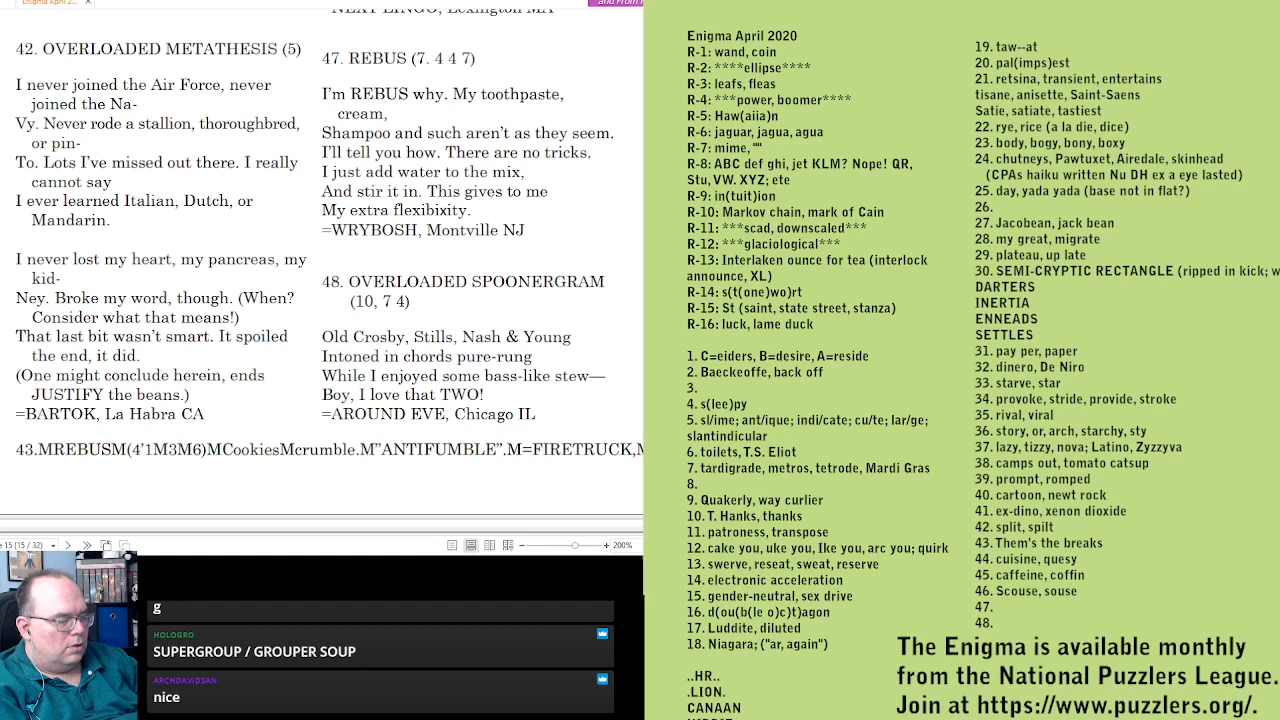 Enigma April 2...
NEXT LINGO, Lexington MA
and From R
42. OVERLOADED METATHESIS (5)
I never joined the Air Force, never
joined the Na-
Vy. Never rode a stallion, thoroughbred,
or pin-
To. Lots I've missed out there. I really
cannot say
I ever learned Italian, Dutch, or
Mandarin.
I never lost my heart, my pancreas, my
kid-
Ney. Broke my word, though. (When?
Consider what that means!)
That last bit wasn't smart. It spoiled
the end, it did.
(One might conclude herein, ends
JUSTIFY the beans.)
=BARTOK, La Habra CA
47. REBUS (7. 4 4 7)
I'm REBUS why. My toothpaste,
cream,
Shampoo and such aren't as they seem.
I'll tell you how. There are no tricks.
I just add water to the mix,
And stir it in. This gives to me
My extra flexibixity.
=WRYBOSH, Montville NJ
48. OVERLOADED SPOONERGRAM
(10, 7 4)
Old Crosby, Stills, Nash & Young
Intoned in chords pure-rung
While I enjoyed some bass-like stew—
Boy, I love that TWO!
=AROUND EVE, Chicago IL
43.MREBUSM(4'1M3M6)MCookiesMcrumble.M"ANTIFUMBLE".M=FIRETRUCK,M
e 15 (15 / 32)
200%
g
HOLOGRO
SUPERGROUP / GROUPER SOUP
ARCHDAVIDSAN
nice
Enigma April 2020
R-1: wand, coin
R-2: ****ellipse****
R-3: leafs, fleas
R-4: ***power, boomer****
R-5: Haw(aiia)n
R-6: jaguar, jagua, agua
R-7: mime, ""
R-8: ABC def ghi, jet KLM? Nope! QR,
Stu, VW. XYZ; ete
R-9: in(tuit)ion
R-10: Markov chain, mark of Cain
R-11: ***scad, downscaled***
R-12: ***glaciological***
R-13: Interlaken ounce for tea (interlock
announce, XL)
R-14: s(t(one)wo)rt
R-15: St (saint, state street, stanza)
R-16: luck, lame duck
1. C=eiders, B=desire, A=reside
2. Baeckeoffe, back off
3.
4. s(lee)py
5. sl/ime; ant/ique; indi/cate; cu/te; lar/ge;
slantindicular
6. toilets, T.S. Eliot
7. tardigrade, metros, tetrode, Mardi Gras
8.
9. Quakerly, way curlier
10. T. Hanks, thanks
11. patroness, transpose
12. cake you, uke you, Ike you, arc you; quirk
13. swerve, reseat, sweat, reserve
14. electronic acceleration
15. gender-neutral, sex drive
16. d(ou(b(le o)c)t)agon
17. Luddite, diluted
18. Niagara; ("ar, again")
..HR..
.LION.
CANAAN
19. taw--at
20. pal(imps)est
21. retsina, transient, entertains
tisane, anisette, Saint-Saens
Satie, satiate, tastiest
22. rye, rice (a la die, dice)
23. body, bogy, bony, boxy
24. chutneys, Pawtuxet, Airedale, skinhead
(CPAs haiku written Nu DH ex a eye lasted)
25. day, yada yada (base not in flat?)
26.
27. Jacobean, jack bean
28. my great, migrate
29. plateau, up late
30. SEMI-CRYPTIC RECTANGLE (ripped in kick; w
DARTERS
INERTIA
ENNEADS
SETTLES
31. pay per, paper
32. dinero, De Niro
33. starve, star
34. provoke, stride, provide, stroke
35. rival, viral
36. story, or, arch, starchy, sty
37. lazy, tizzy, nova; Latino, Zyzzyva
38. camps out, tomato catsup
39. prompt, romped
40. cartoon, newt rock
41. ex-dino, xenon dioxide
42. split, spilt
43. Them's the breaks
44. cuisine, quesy
45. caffeine, coffin
46. Scouse, souse
47.
48.
The Enigma is available monthly
from the National Puzzlers League.
Join at https://www.puzzlers.org/.